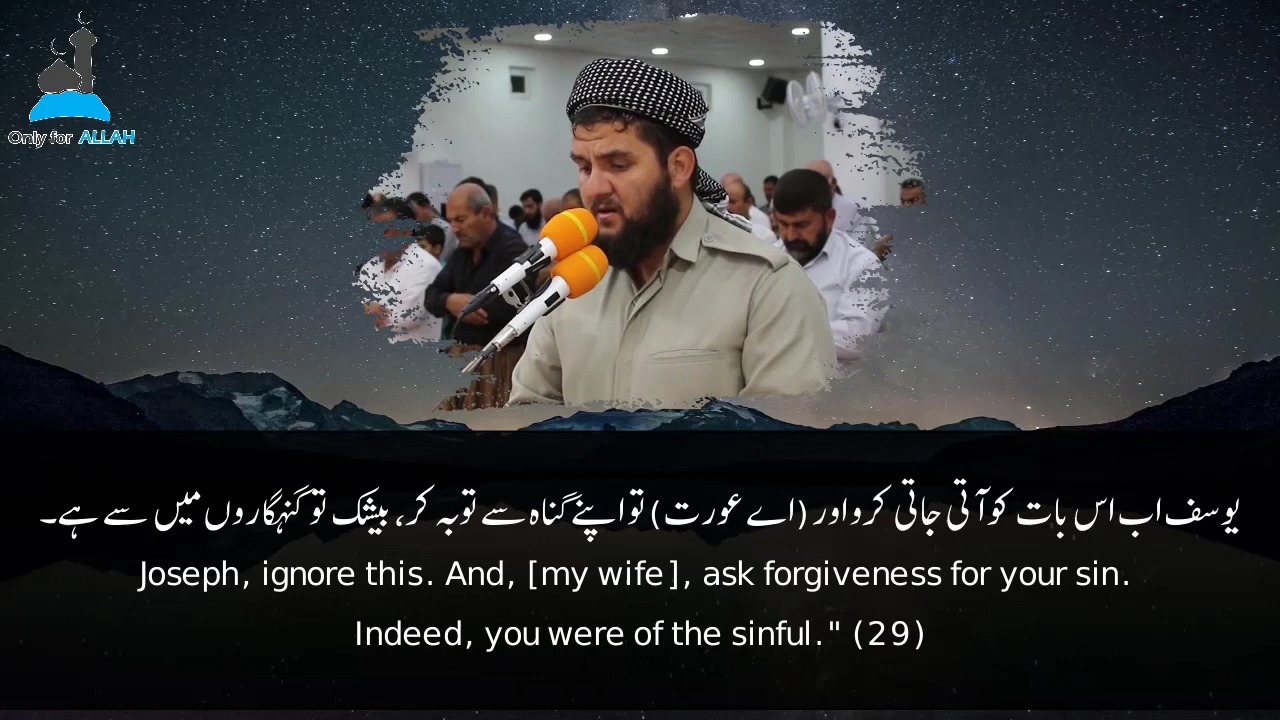 Only for ALLAH
یوسف اب اس بات کو آتی جاتی کرو اور (اے عورت) تو اپنے گناه سے توبہ کر، بیشک تو گنہگاروں میں سے ہے۔
Joseph, ignore this. And, [my wife], ask forgiveness for your sin.
Indeed, you were of the sinful." (29)